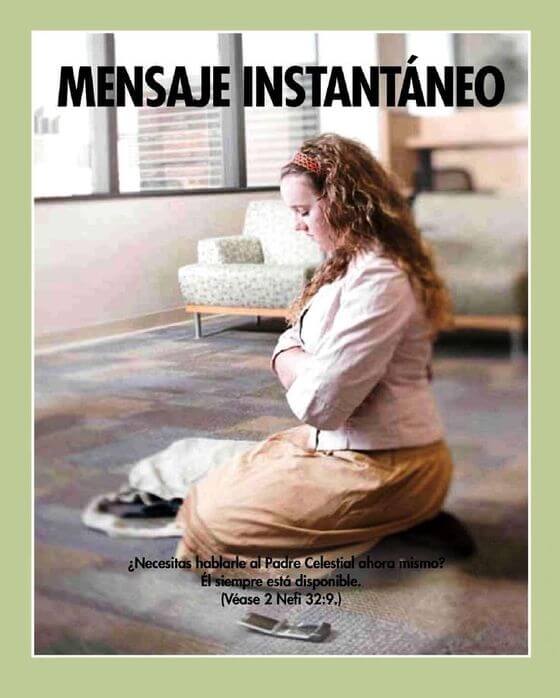 MENSAJE INSTANTÁNEO
¿Necesitas hablarle al Padre Celestial ahora mismo?
Él siempre está disponible.
(Véase 2 Nefi 32:9.)